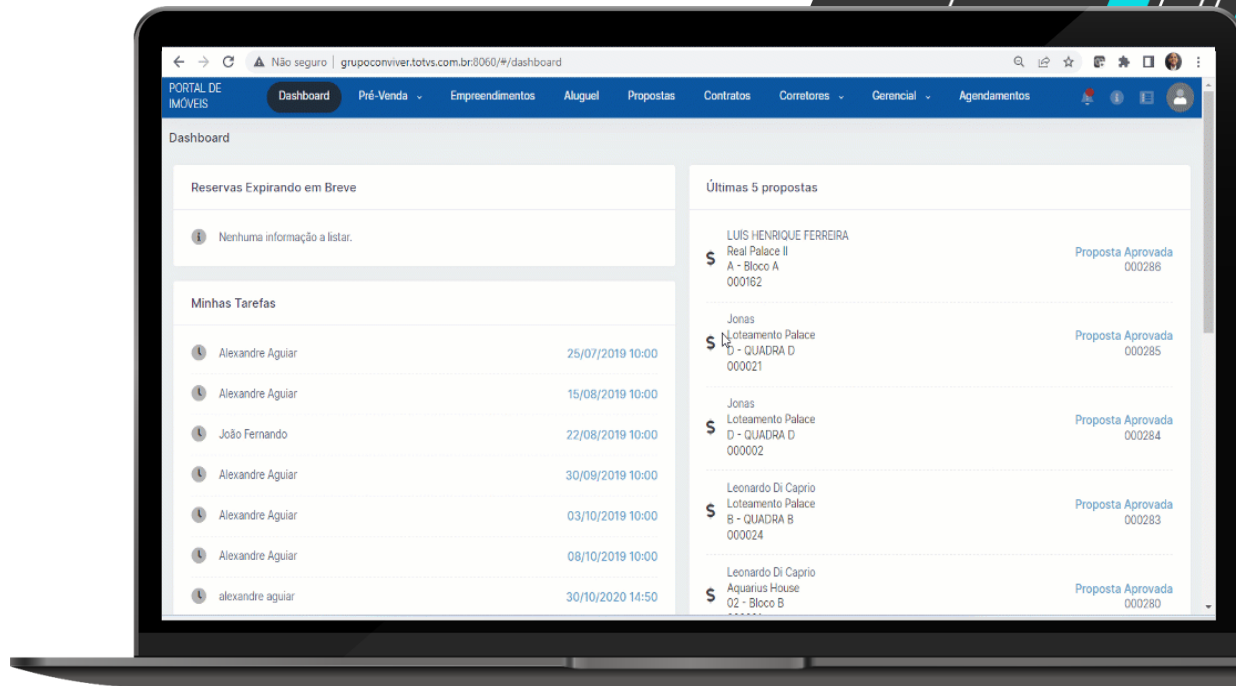 Não seguro | grupoconviver.totvs.com.br:8060/#/dashboard
PORTAL DE IMÓVEIS
Dashboard Pré-Venda Empreendimentos Aluguel Propostas Contratos Corretores Gerencial Agendamentos
Dashboard
Reservas Expirando em Breve
Nenhuma informação a listar.
Minhas Tarefas
Alexandre Aguiar 25/07/2019 10:00
Alexandre Aguiar 15/08/2019 10:00
João Fernando 22/08/2019 10:00
Alexandre Aguiar 30/09/2019 10:00
Alexandre Aguiar 03/10/2019 10:00
Alexandre Aguiar 08/10/2019 10:00
alexandre aguiar 30/10/2020 14:50
Últimas 5 propostas
LUÍS HENRIQUE FERREIRA
Real Palace II
A - Bloco A
000162
Proposta Aprovada
000286
Jonas
Loteamento Palace
D - QUADRA D
000021
Proposta Aprovada
000285
Jonas
Loteamento Palace
D - QUADRA D
000002
Proposta Aprovada
000284
Leonardo Di Caprio
Loteamento Palace
B - QUADRA B
000024
Proposta Aprovada
000283
Leonardo Di Caprio
Aquarius House
02 - Bloco B
Proposta Aprovada
000280